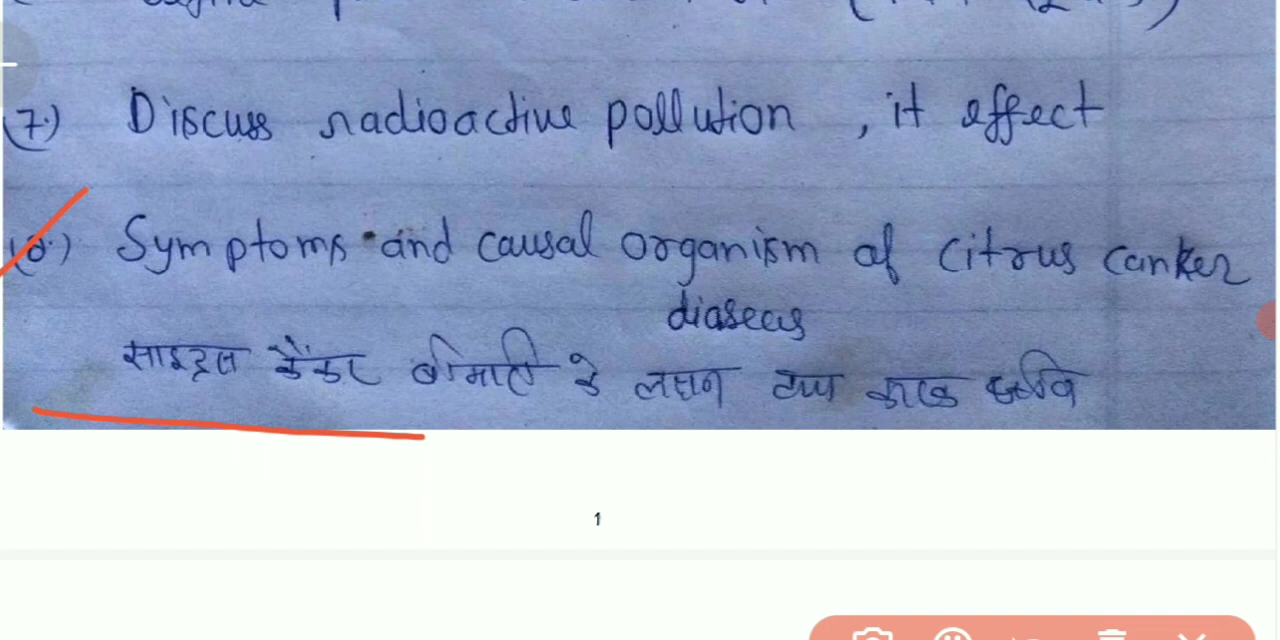 (7.) Discuss radioactive pollution , it effect
(8.) Symptoms and causal organism of citrus canker
diaseas
साइट्रस कैंकर बीमारी के लक्षण तथा कारक जीव
1